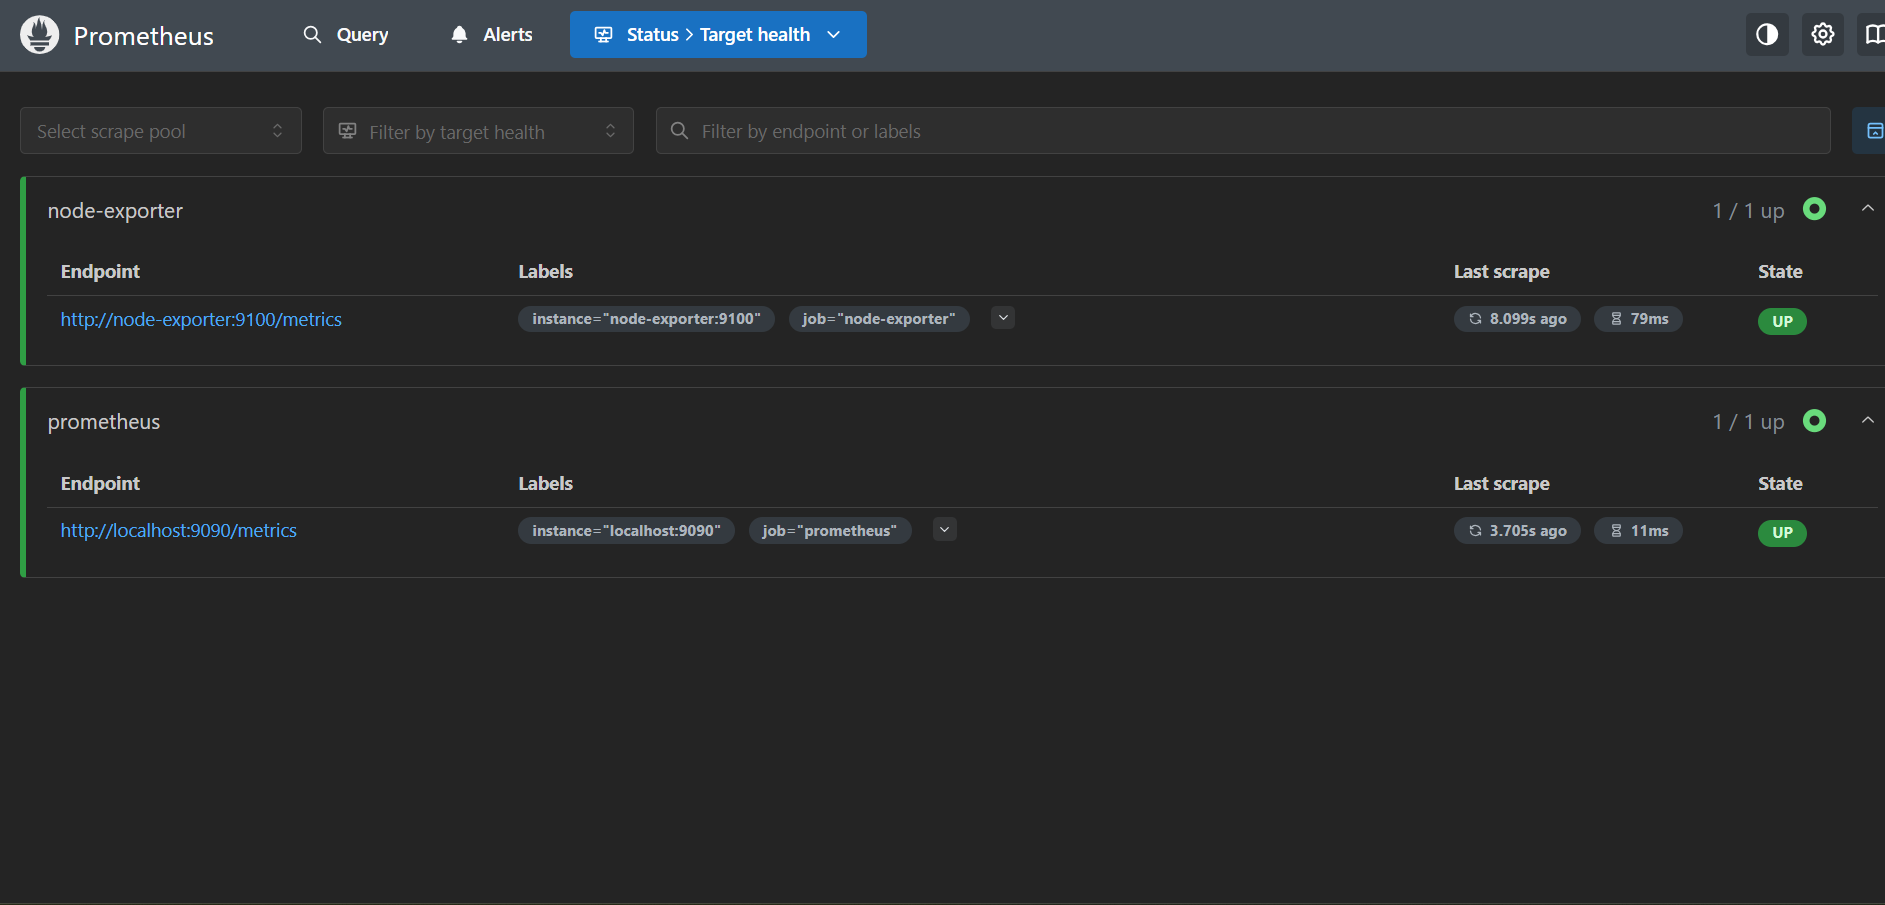 Prometheus Query Alerts Status > Target health
Select scrape pool Filter by target health Filter by endpoint or labels
node-exporter 1 / 1 up
Endpoint Labels Last scrape State
http://node-exporter:9100/metrics instance="node-exporter:9100" job="node-exporter" 8.099s ago 79ms UP
prometheus 1 / 1 up
Endpoint Labels Last scrape State
http://localhost:9090/metrics instance="localhost:9090" job="prometheus" 3.705s ago 11ms UP